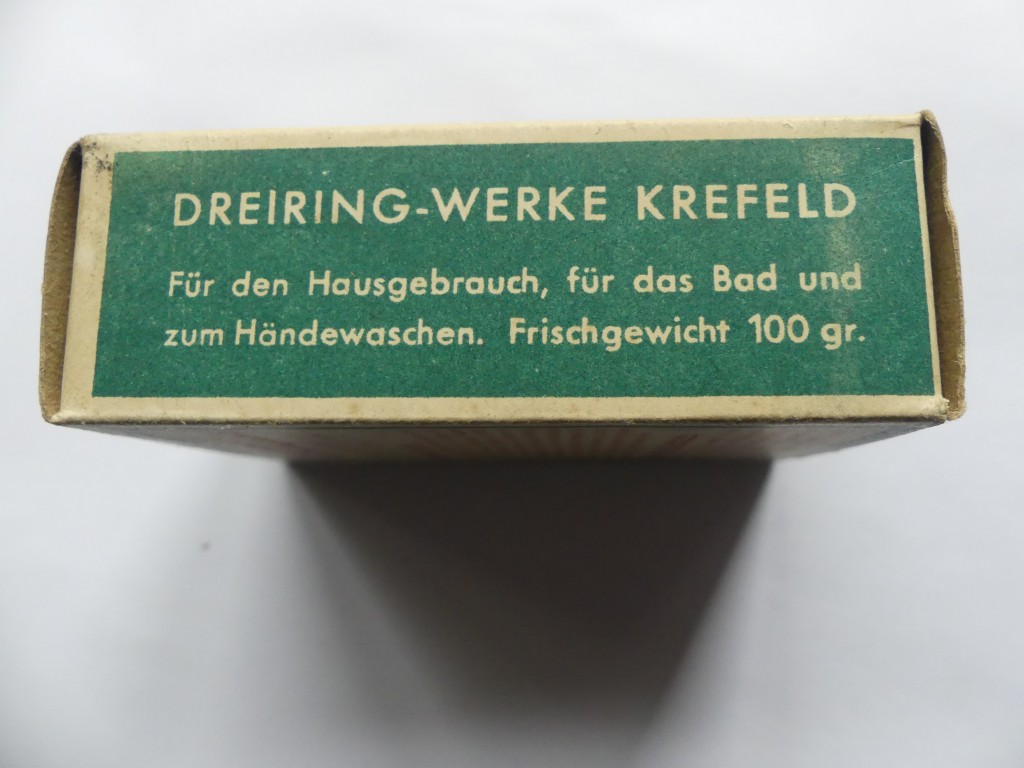 DREIRING-WERKE KREFELD
Für den Hausgebrauch, für das Bad und
zum Händewaschen. Frischgewicht 100 gr.